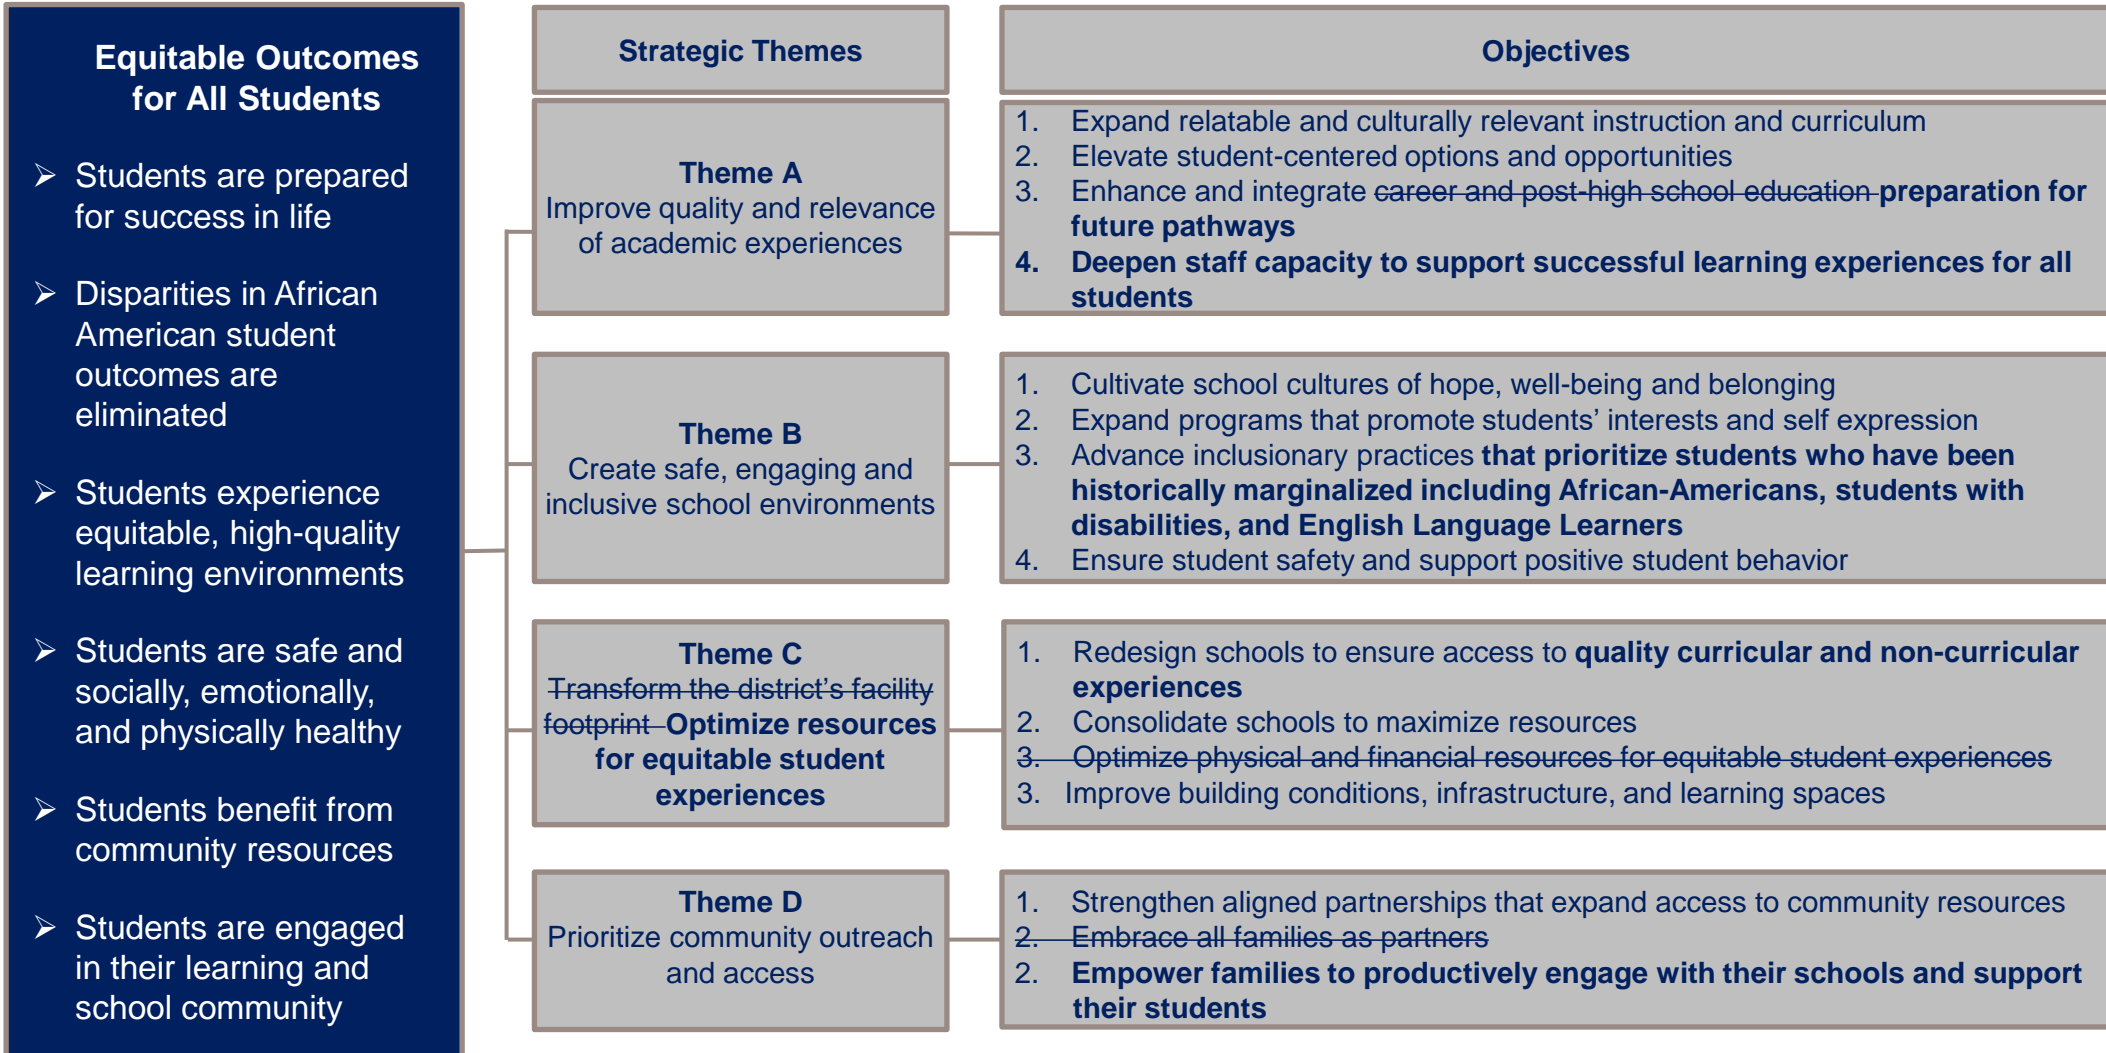 Equitable Outcomes
for All Students
➢ Students are prepared
for success in life
➢ Disparities in African
American student
outcomes are
eliminated
➢ Students experience
equitable, high-quality
learning environments
➢ Students are safe and
socially, emotionally,
and physically healthy
➢ Students benefit from
community resources
➢ Students are engaged
in their learning and
school community
Strategic Themes
Objectives
Theme A
Improve quality and relevance
of academic experiences
1. Expand relatable and culturally relevant instruction and curriculum
2. Elevate student-centered options and opportunities
3. Enhance and integrate career and post-high school education preparation for
future pathways
4. Deepen staff capacity to support successful learning experiences for all
students
Theme B
Create safe, engaging and
inclusive school environments
1. Cultivate school cultures of hope, well-being and belonging
2. Expand programs that promote students’ interests and self expression
3. Advance inclusionary practices that prioritize students who have been
historically marginalized including African-Americans, students with
disabilities, and English Language Learners
4. Ensure student safety and support positive student behavior
Theme C
Transform the district’s facility
footprint Optimize resources
for equitable student
experiences
1. Redesign schools to ensure access to quality curricular and non-curricular
experiences
2. Consolidate schools to maximize resources
3. Optimize physical and financial resources for equitable student experiences
3. Improve building conditions, infrastructure, and learning spaces
Theme D
Prioritize community outreach
and access
1. Strengthen aligned partnerships that expand access to community resources
2. Embrace all families as partners
2. Empower families to productively engage with their schools and support
their students